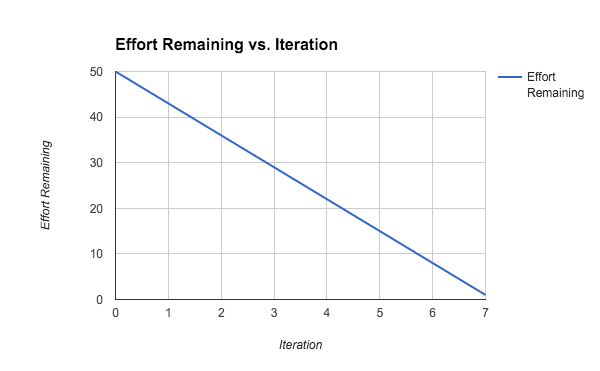 Effort Remaining vs. Iteration
50
40
30
20
10
0
Effort Remaining
0 1 2 3 4 5 6 7
Iteration
Effort
Remaining